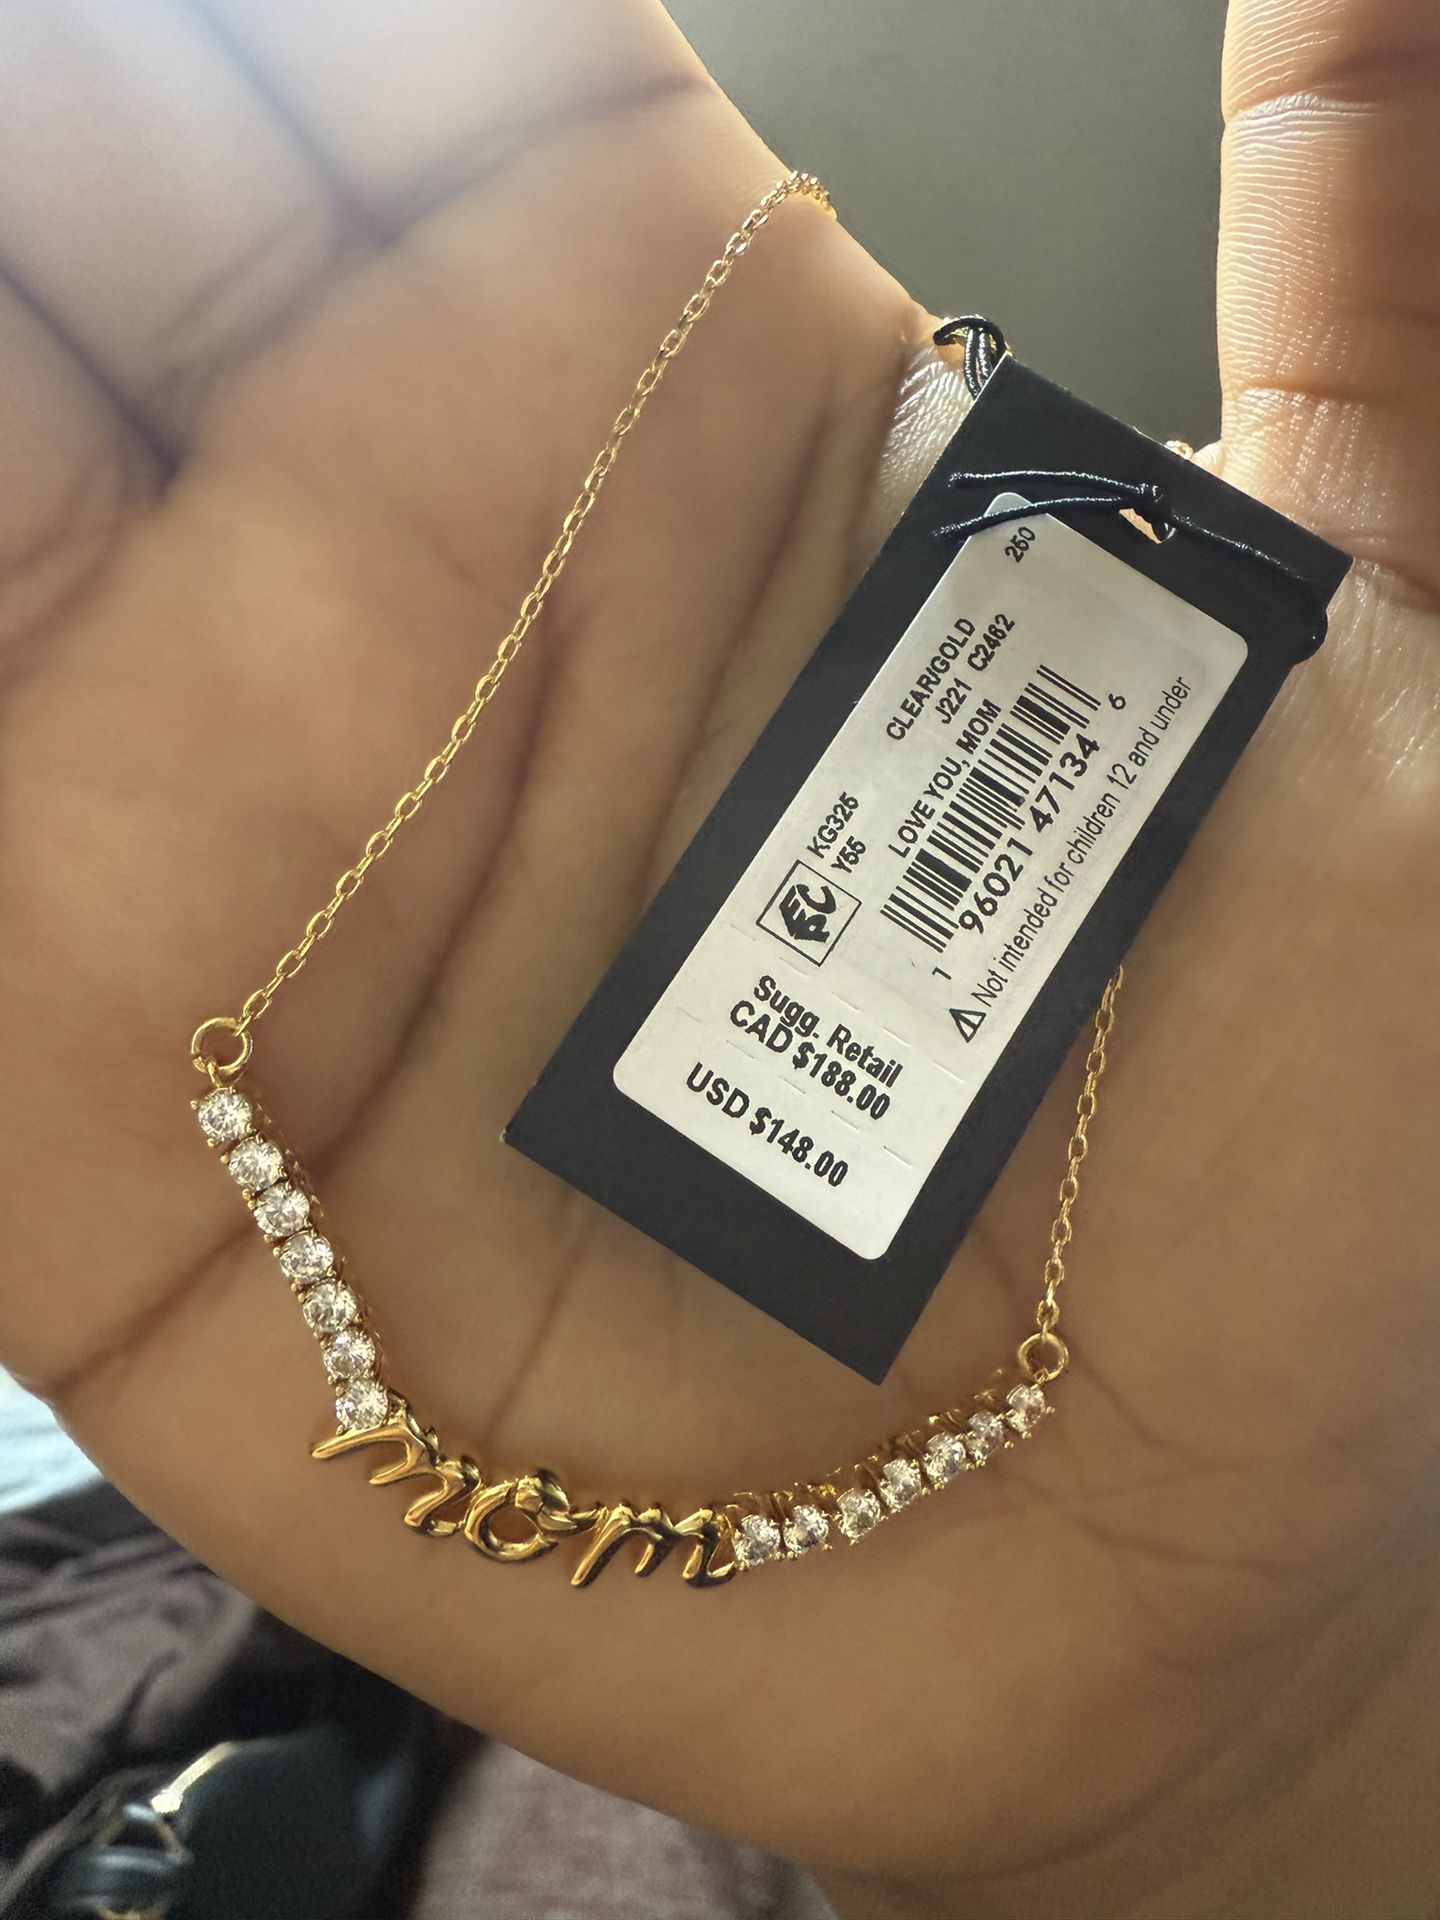 250
CLEAR/GOLD
J221 C2462
LOVE YOU, MOM
KG325
Y55
1 96021 47134 6
⚠ Not intended for children 12 and under
Sugg. Retail
CAD $188.00
USD $148.00
mom